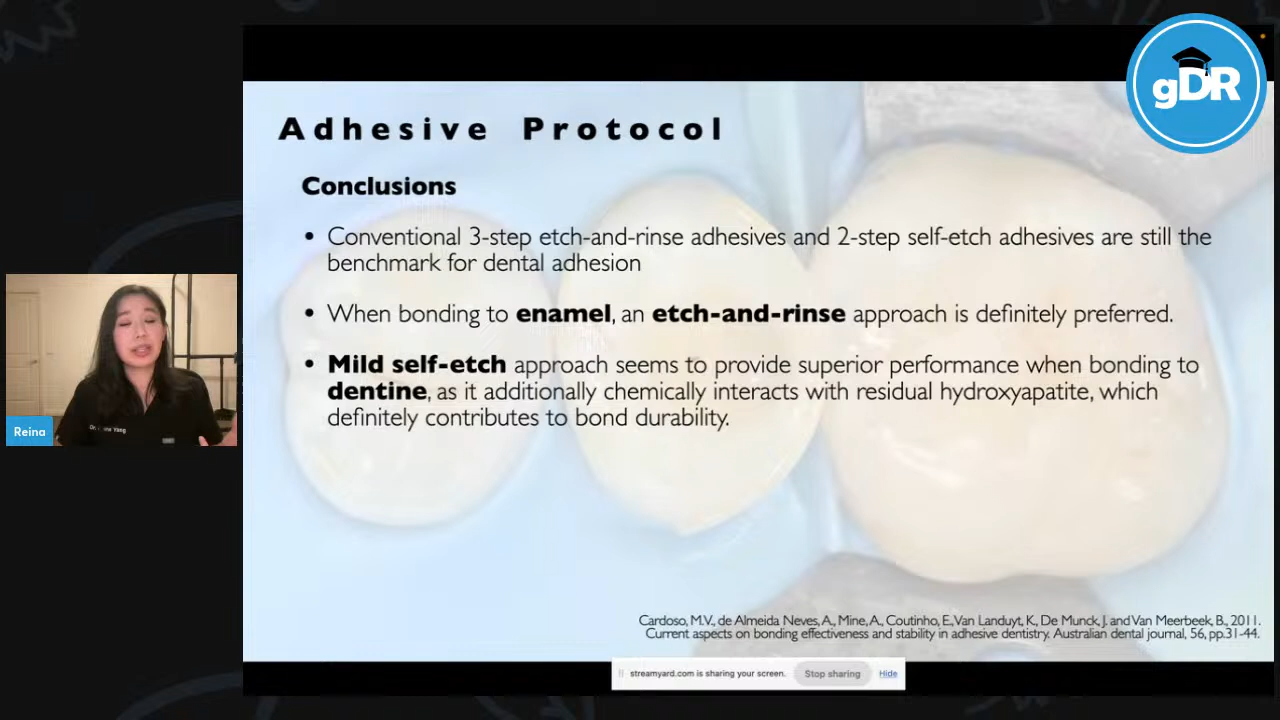 gDR
Adhesive Protocol
Conclusions
• Conventional 3-step etch-and-rinse adhesives and 2-step self-etch adhesives are still the
benchmark for dental adhesion
• When bonding to enamel, an etch-and-rinse approach is definitely preferred.
• Mild self-etch approach seems to provide superior performance when bonding to
dentine, as it additionally chemically interacts with residual hydroxyapatite, which
definitely contributes to bond durability.
Reina
Cardoso, M.V., de Almeida Neves, A., Mine, A., Coutinho, E., Van Landuyt, K., De Munck, J. and Van Meerbeek, B., 2011.
Current aspects on bonding effectiveness and stability in adhesive dentistry. Australian dental journal, 56, pp.31-44.
streamyard.com is sharing your screen. Stop sharing Hide